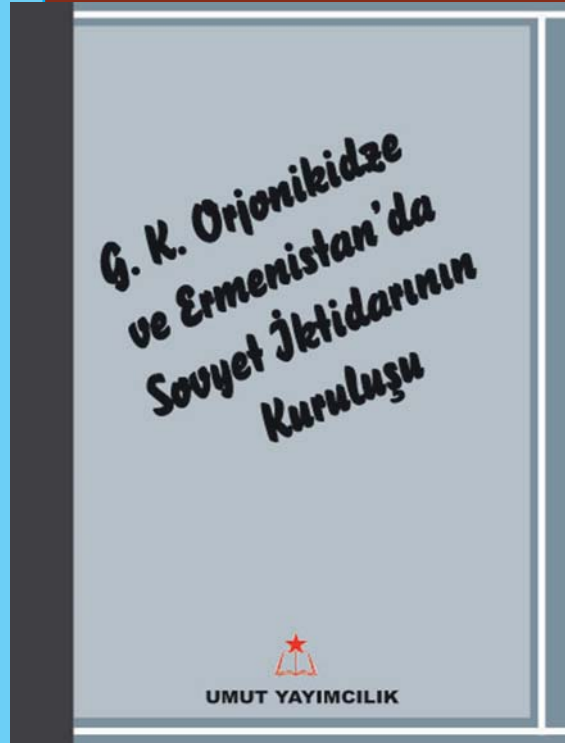 G. K. Orjonikidze
ve Ermenistan'da
Sovyet İktidarının
Kuruluşu
UMUT YAYIMCILIK